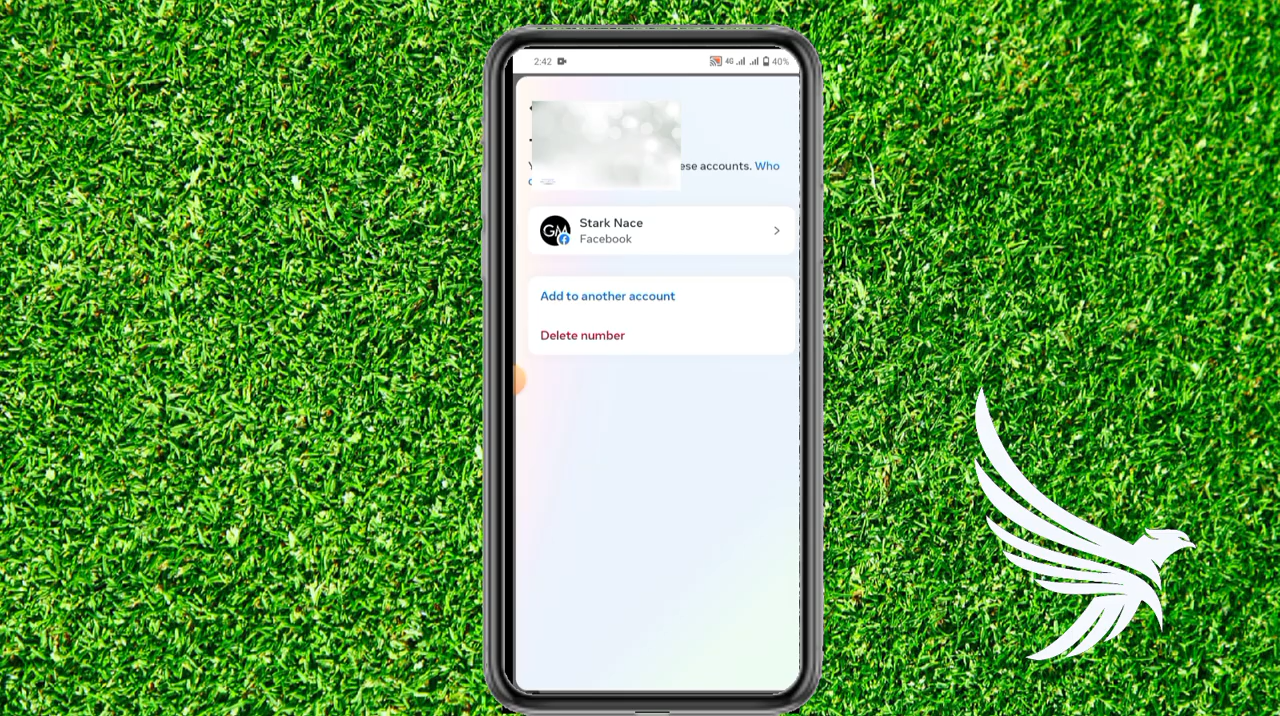 2:42 4G 40%
ese accounts. Who
GM Stark Nace
Facebook
Add to another account
Delete number